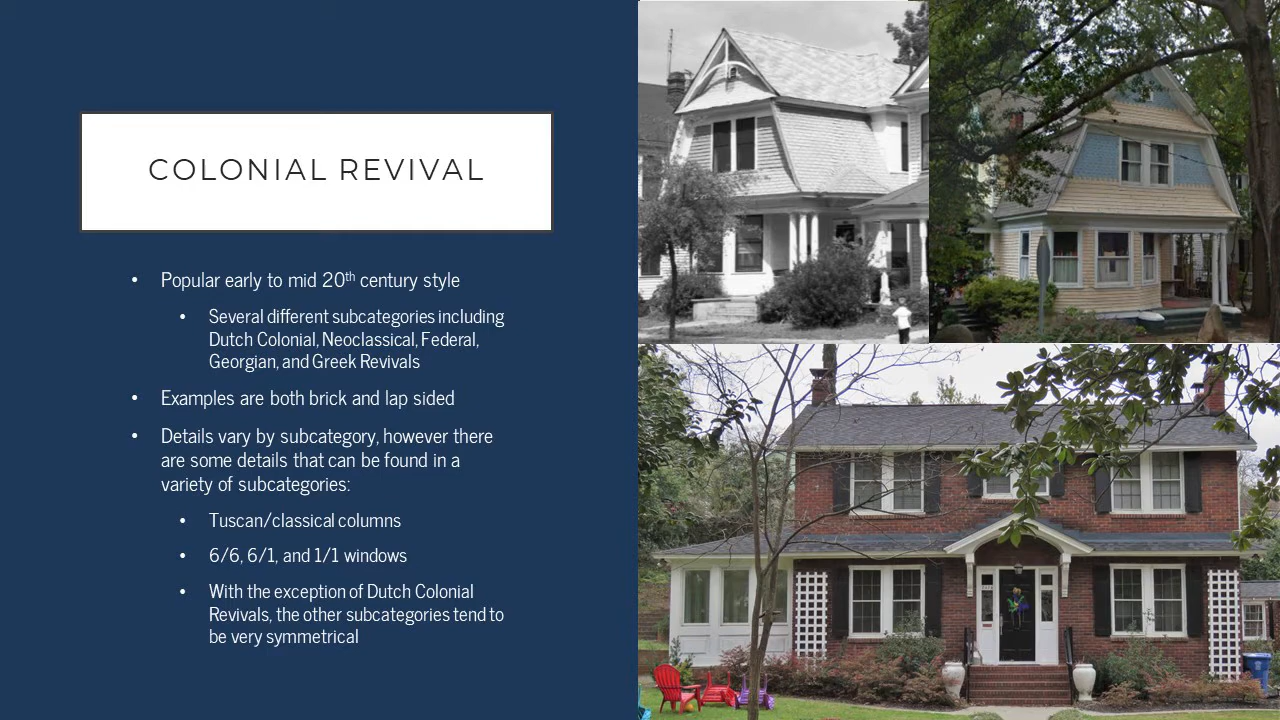 COLONIAL REVIVAL
• Popular early to mid 20th century style
• Several different subcategories including
Dutch Colonial, Neoclassical, Federal,
Georgian, and Greek Revivals
• Examples are both brick and lap sided
• Details vary by subcategory, however there
are some details that can be found in a
variety of subcategories:
• Tuscan/classical columns
• 6/6, 6/1, and 1/1 windows
• With the exception of Dutch Colonial
Revivals, the other subcategories tend to
be very symmetrical